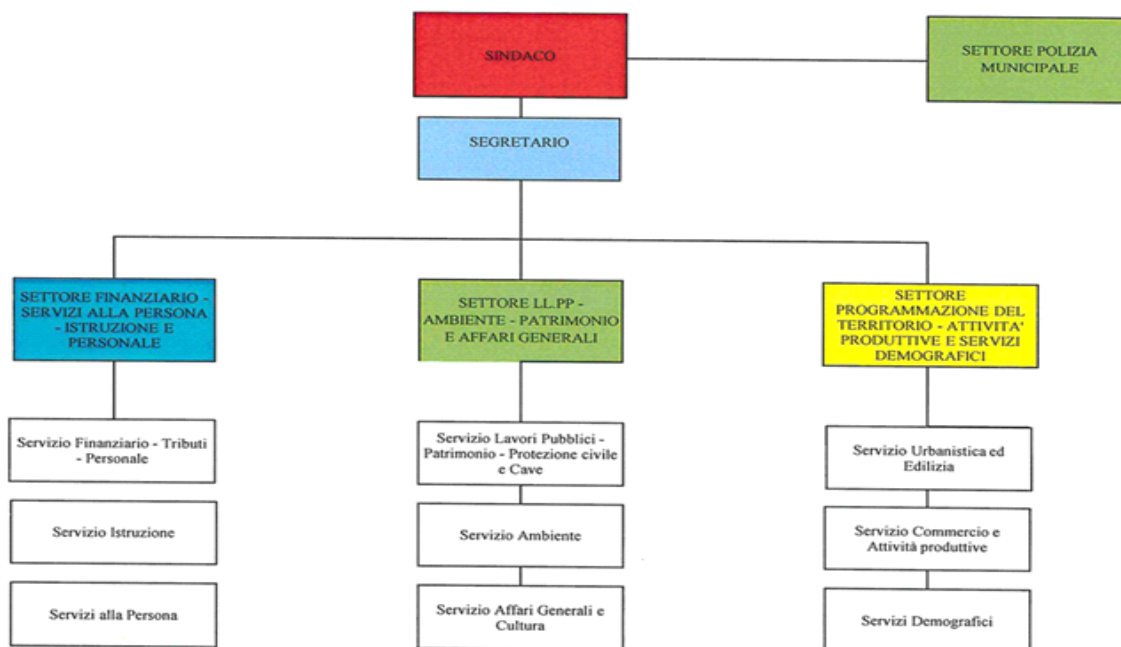 SINDACO
SETTORE POLIZIA
MUNICIPALE
SEGRETARIO
SETTORE FINANZIARIO -
SERVIZI ALLA PERSONA
- ISTRUZIONE E
PERSONALE
SETTORE LL.PP -
AMBIENTE - PATRIMONIO
E AFFARI GENERALI
SETTORE
PROGRAMMAZIONE DEL
TERRITORIO - ATTIVITA'
PRODUTTIVE E SERVIZI
DEMOGRAFICI
Servizio Finanziario - Tributi
- Personale
Servizio Lavori Pubblici -
Patrimonio - Protezione civile
e Cave
Servizio Urbanistica ed
Edilizia
Servizio Istruzione
Servizio Ambiente
Servizio Commercio e
Attività produttive
Servizi alla Persona
Servizio Affari Generali e
Cultura
Servizi Demografici